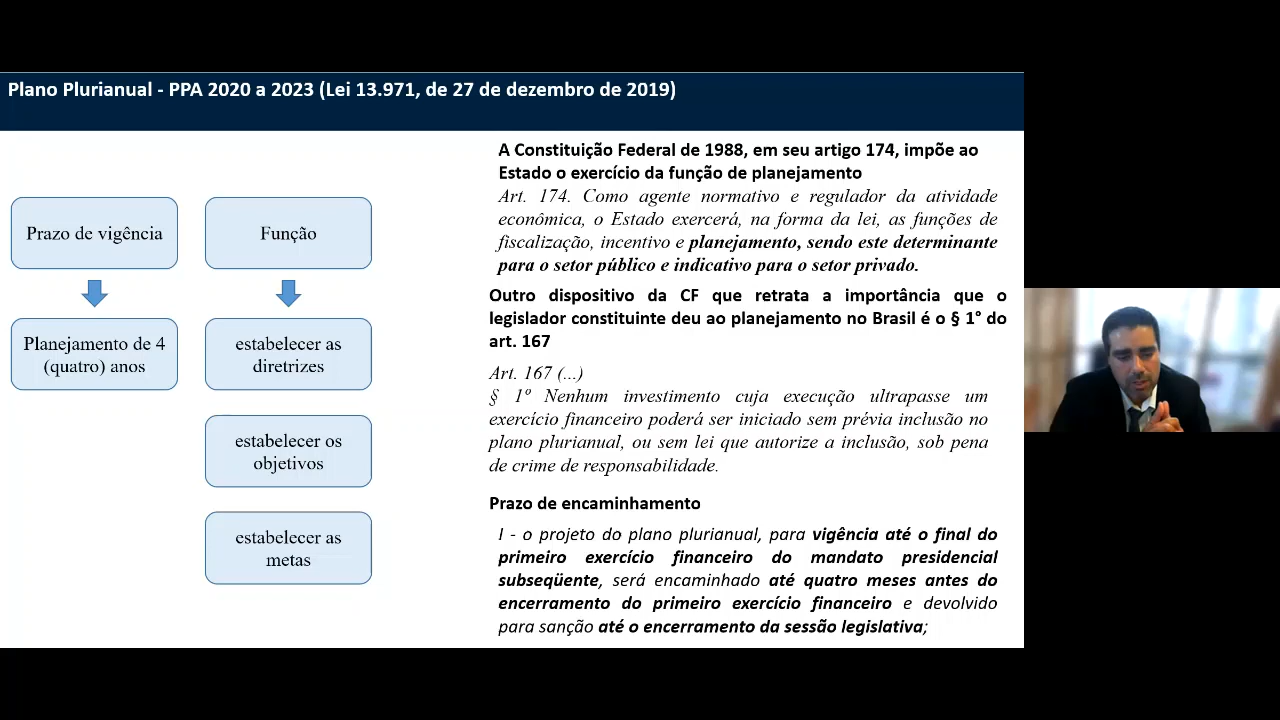 Plano Plurianual - PPA 2020 a 2023 (Lei 13.971, de 27 de dezembro de 2019)
Prazo de vigência
Planejamento de 4
(quatro) anos
Função
estabelecer as
diretrizes
estabelecer os
objetivos
estabelecer as
metas
A Constituição Federal de 1988, em seu artigo 174, impõe ao
Estado o exercício da função de planejamento
Art. 174. Como agente normativo e regulador da atividade
econômica, o Estado exercerá, na forma da lei, as funções de
fiscalização, incentivo e planejamento, sendo este determinante
para o setor público e indicativo para o setor privado.
Outro dispositivo da CF que retrata a importância que o
legislador constituinte deu ao planejamento no Brasil é o § 1° do
art. 167
Art. 167 (...)
§ 1º Nenhum investimento cuja execução ultrapasse um
exercício financeiro poderá ser iniciado sem prévia inclusão no
plano plurianual, ou sem lei que autorize a inclusão, sob pena
de crime de responsabilidade.
Prazo de encaminhamento
I - o projeto do plano plurianual, para vigência até o final do
primeiro exercício financeiro do mandato presidencial
subseqüente, será encaminhado até quatro meses antes do
encerramento do primeiro exercício financeiro e devolvido
para sanção até o encerramento da sessão legislativa;